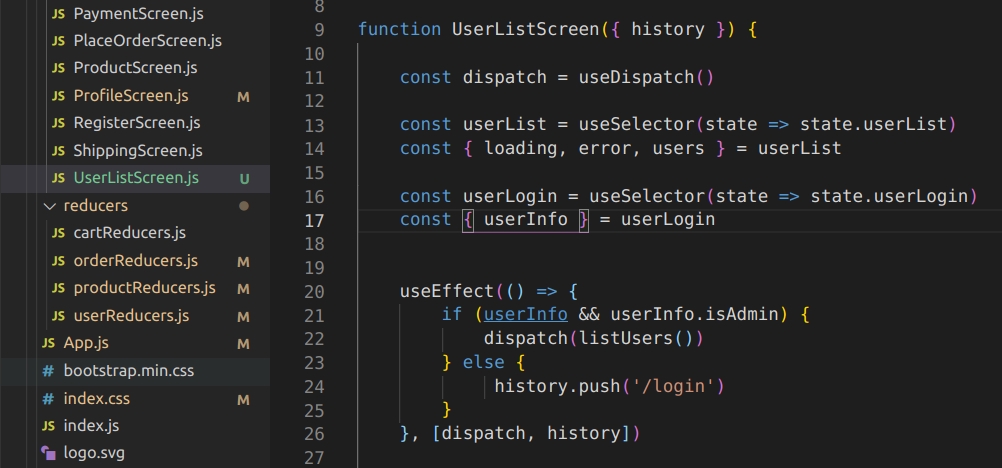 PaymentScreen.js
JS PlaceOrderScreen.js
JS ProductScreen.js
JS ProfileScreen.js M
JS RegisterScreen.js
JS ShippingScreen.js
JS UserListScreen.js U
reducers
JS cartReducers.js
JS orderReducers.js M
JS productReducers.js M
JS userReducers.js M
JS App.js M
# bootstrap.min.css
# index.css M
JS index.js
logo.svg
8
9 function UserListScreen({ history }) {
10
11 const dispatch = useDispatch()
12
13 const userList = useSelector(state => state.userList)
14 const { loading, error, users } = userList
15
16 const userLogin = useSelector(state => state.userLogin)
17 const { userInfo } = userLogin
18
19
20 useEffect(() => {
21 if (userInfo && userInfo.isAdmin) {
22 dispatch(listUsers())
23 } else {
24 history.push('/login')
25 }
26 }, [dispatch, history])
27